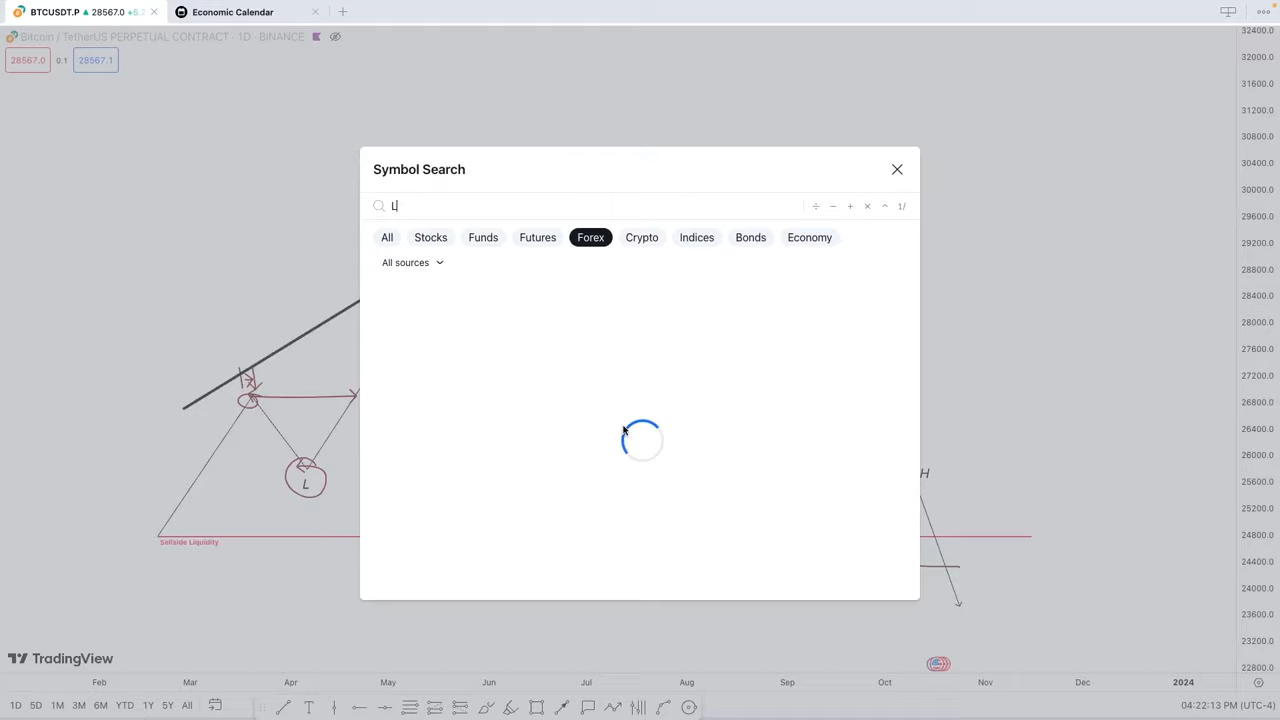 BTCUSDT.P ▲ 28567.0 +5.2
Economic Calendar
Bitcoin / TetherUS PERPETUAL CONTRACT · 1D · BINANCE
28567.0 0.1 28567.1
Symbol Search
L
÷ − + × ^ 1/
All Stocks Funds Futures Forex Crypto Indices Bonds Economy
All sources
L
H
Sellside Liquidity
32400.0
32000.0
31600.0
31200.0
30800.0
30400.0
30000.0
29600.0
29200.0
28800.0
28400.0
28000.0
27600.0
27200.0
26800.0
26400.0
26000.0
25600.0
25200.0
24800.0
24400.0
24000.0
23600.0
23200.0
22800.0
TradingView
Feb Mar Apr May Jun Jul Aug Sep Oct Nov Dec 2024
1D 5D 1M 3M 6M YTD 1Y 5Y All
04:22:13 PM (UTC-4)